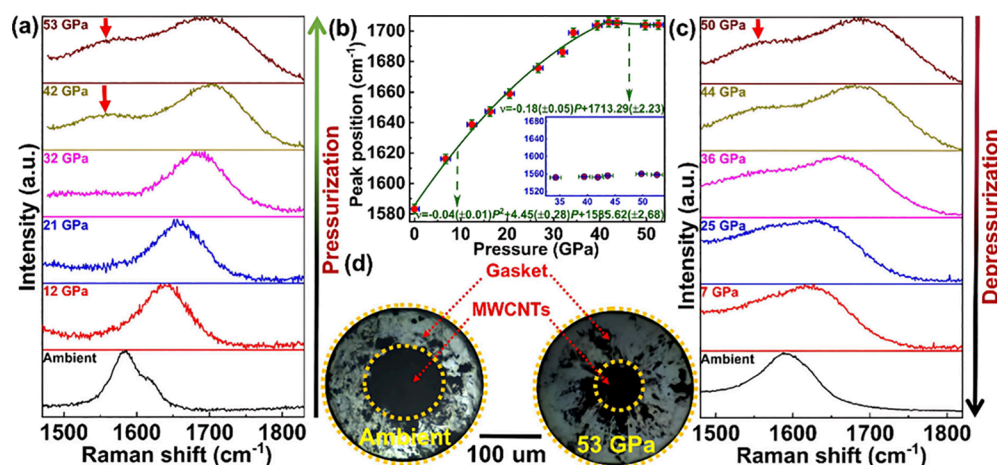 (a)
53 GPa
42 GPa
32 GPa
21 GPa
12 GPa
Ambient
Intensity (a.u.)
1500 1600 1700 1800
Raman shift (cm-1)
Pressurization
(b)
Peak position (cm-1)
1700
1680
1660
1640
1620
1600
1580
ν=-0.18(±0.05)P+1713.29(±2.23)
1680
1640
1600
1560
1520
35 40 45 50
ν=-0.04(±0.01)P2+4.45(±0.28)P+1585.62(±2.68)
0 10 20 30 40 50
Pressure (GPa)
(d)
Gasket
MWCNTs
Ambient
100 um
53 GPa
(c)
50 GPa
44 GPa
36 GPa
25 GPa
7 GPa
Ambient
Intensity (a.u.)
1500 1600 1700 1800
Raman shift (cm-1)
Depressurization